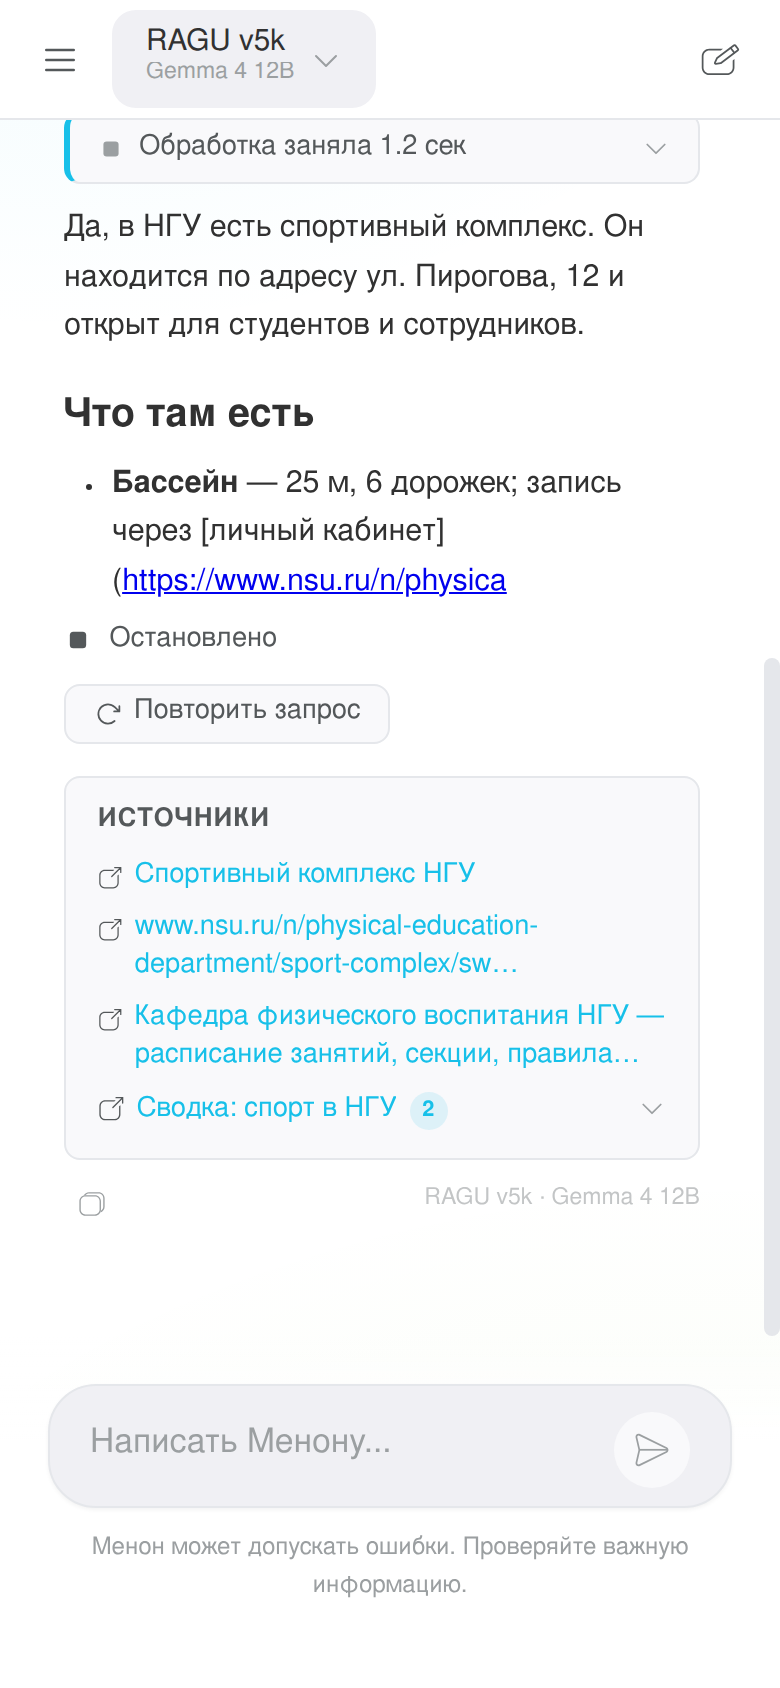 RAGU v5k
Gemma 4 12B
Обработка заняла 1.2 сек
Да, в НГУ есть спортивный комплекс. Он
находится по адресу ул. Пирогова, 12 и
открыт для студентов и сотрудников.
Что там есть
• Бассейн — 25 м, 6 дорожек; запись
через [личный кабинет]
(https://www.nsu.ru/n/physica
Остановлено
Повторить запрос
ИСТОЧНИКИ
Спортивный комплекс НГУ
www.nsu.ru/n/physical-education-
department/sport-complex/sw...
Кафедра физического воспитания НГУ —
расписание занятий, секции, правила...
Сводка: спорт в НГУ 2
RAGU v5k · Gemma 4 12B
Написать Менону...
Менон может допускать ошибки. Проверяйте важную
информацию.